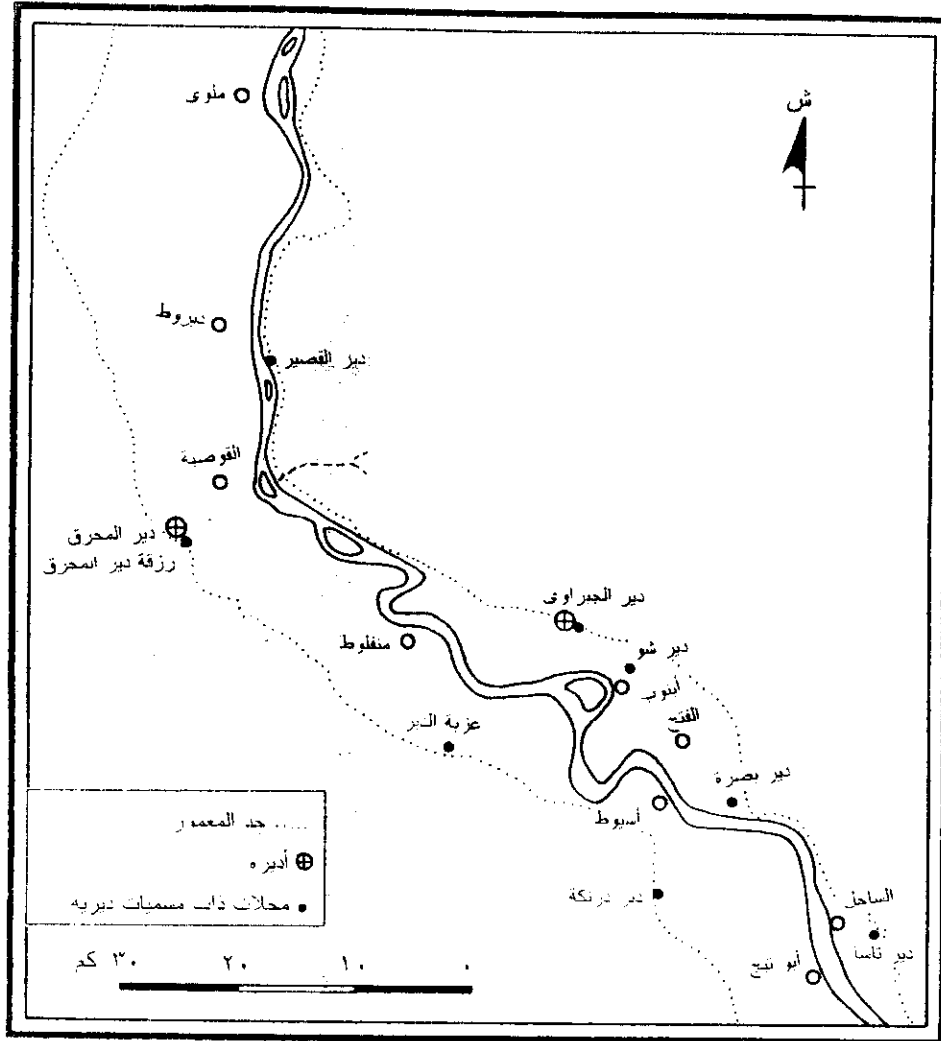 ملوى
ش
ديروط
دير القصير
القوصية
دير المحرق
رزقة دير المحرق
دير الجبراوى
دير شو
منفلوط
أبنوب
الفتح
عزبة الدير
دير بصرة
أسيوط
دير درنكة
الساحل
دير تاسا
أبو تيج
..... حد المعمور
أديره
محلات ذات مسميات ديريه
٣٠ كم ٢٠ ١٠ ٠